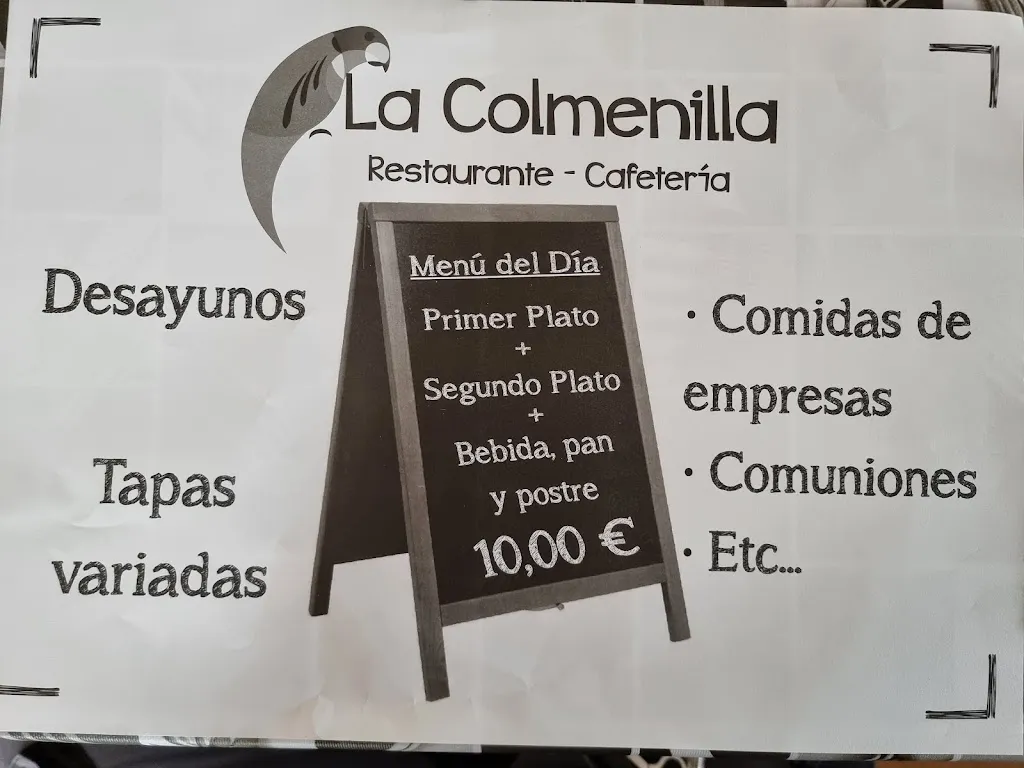 La Colmenilla
Restaurante - Cafetería
Desayunos
Tapas
variadas
Menú del Día
Primer Plato
+
Segundo Plato
+
Bebida, pan
y postre
10,00 €
· Comidas de
empresas
· Comuniones
· Etc...